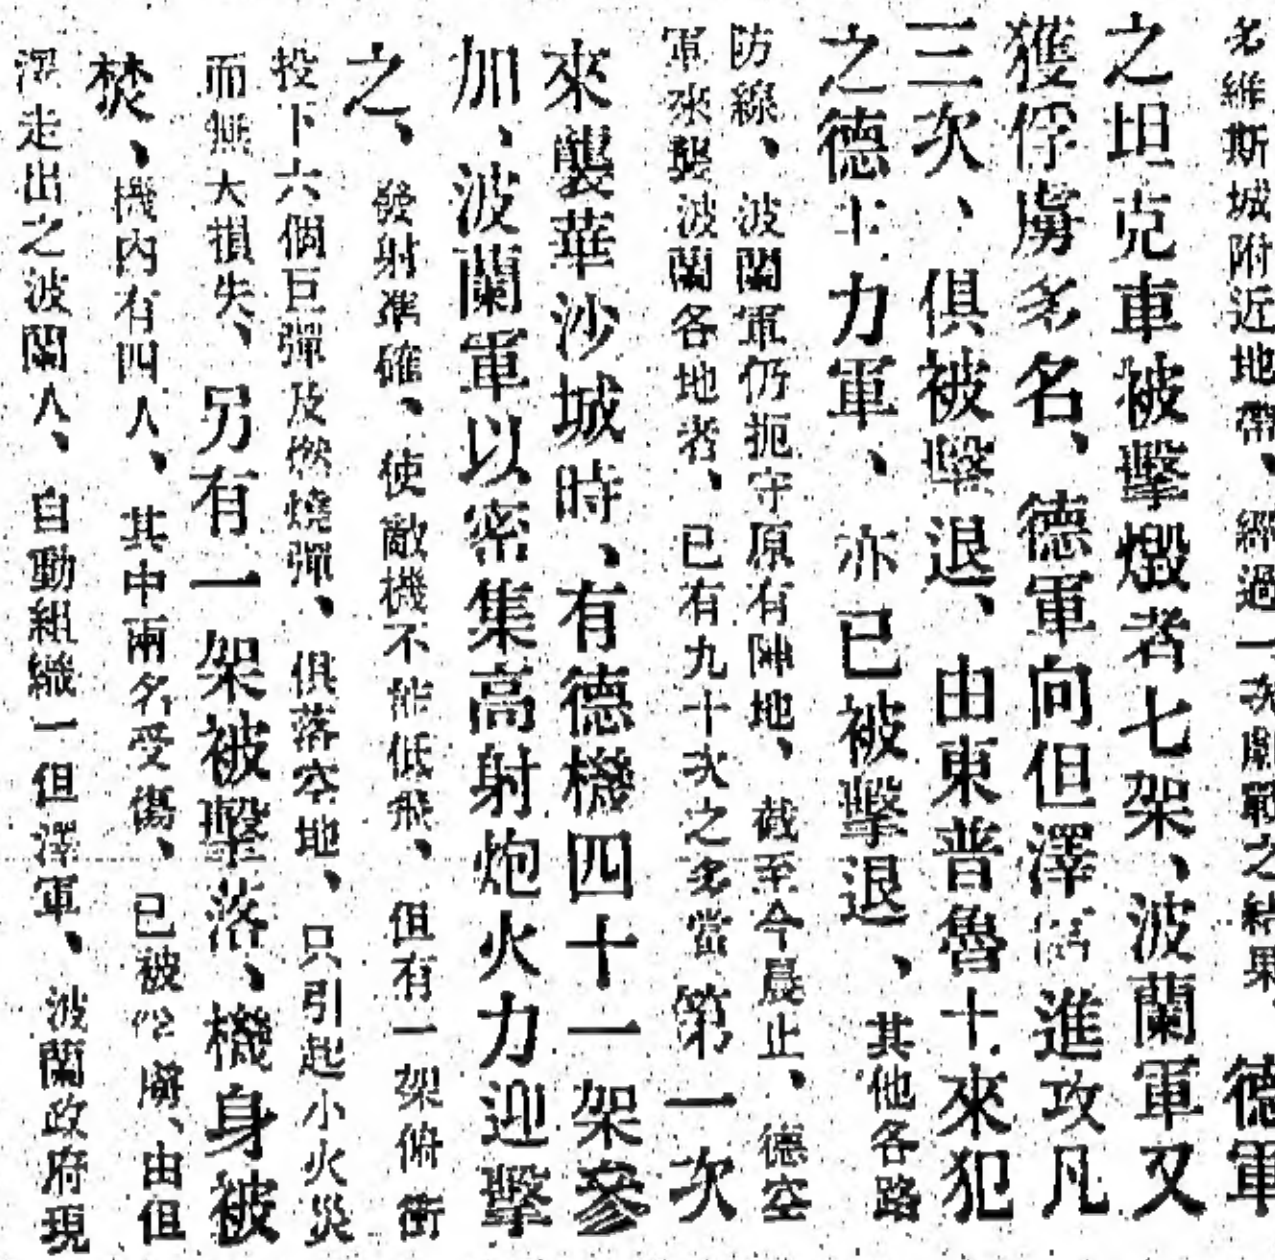 名維斯城附近地帶、經過一次劇戰之結果、德軍
之坦克車被擊燬者七架、波蘭軍又
獲俘虜多名、德軍向但澤進攻凡
三次、俱被擊退、由東普魯士來犯
之德主力軍、亦已被擊退、其他各路
防線、波蘭軍仍扼守原有陣地、截至今晨止、德空
軍來襲波蘭各地者、已有九十次之多當第一次
來襲華沙城時、有德機四十一架參
加、波蘭軍以密集高射炮火力迎擊
之、發射準確、使敵機不能低飛、但有一架俯衝
投下六個巨彈及燃燒彈、俱落空地、只引起小火災
而無大損失、另有一架被擊落、機身被
焚、機內有四人、其中兩名受傷、已被、由但
澤走出之波蘭人、自動組織一但澤軍、波蘭政府現